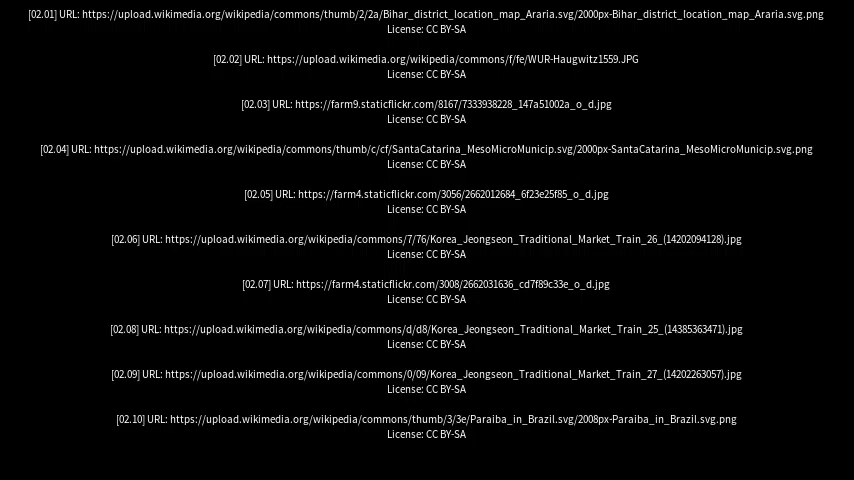 [02.01] URL: https://upload.wikimedia.org/wikipedia/commons/thumb/2/2a/Bihar_district_location_map_Araria.svg/2000px-Bihar_district_location_map_Araria.svg.png
License: CC BY-SA
[02.02] URL: https://upload.wikimedia.org/wikipedia/commons/f/fe/WUR-Haugwitz1559.JPG
License: CC BY-SA
[02.03] URL: https://farm9.staticflickr.com/8167/7333938228_147a51002a_o_d.jpg
License: CC BY-SA
[02.04] URL: https://upload.wikimedia.org/wikipedia/commons/thumb/c/cf/SantaCatarina_MesoMicroMunicip.svg/2000px-SantaCatarina_MesoMicroMunicip.svg.png
License: CC BY-SA
[02.05] URL: https://farm4.staticflickr.com/3056/2662012684_6f23e25f85_o_d.jpg
License: CC BY-SA
[02.06] URL: https://upload.wikimedia.org/wikipedia/commons/7/76/Korea_Jeongseon_Traditional_Market_Train_26_(14202094128).jpg
License: CC BY-SA
[02.07] URL: https://farm4.staticflickr.com/3008/2662031636_cd7f89c33e_o_d.jpg
License: CC BY-SA
[02.08] URL: https://upload.wikimedia.org/wikipedia/commons/d/d8/Korea_Jeongseon_Traditional_Market_Train_25_(14385363471).jpg
License: CC BY-SA
[02.09] URL: https://upload.wikimedia.org/wikipedia/commons/0/09/Korea_Jeongseon_Traditional_Market_Train_27_(14202263057).jpg
License: CC BY-SA
[02.10] URL: https://upload.wikimedia.org/wikipedia/commons/thumb/3/3e/Paraiba_in_Brazil.svg/2008px-Paraiba_in_Brazil.svg.png
License: CC BY-SA